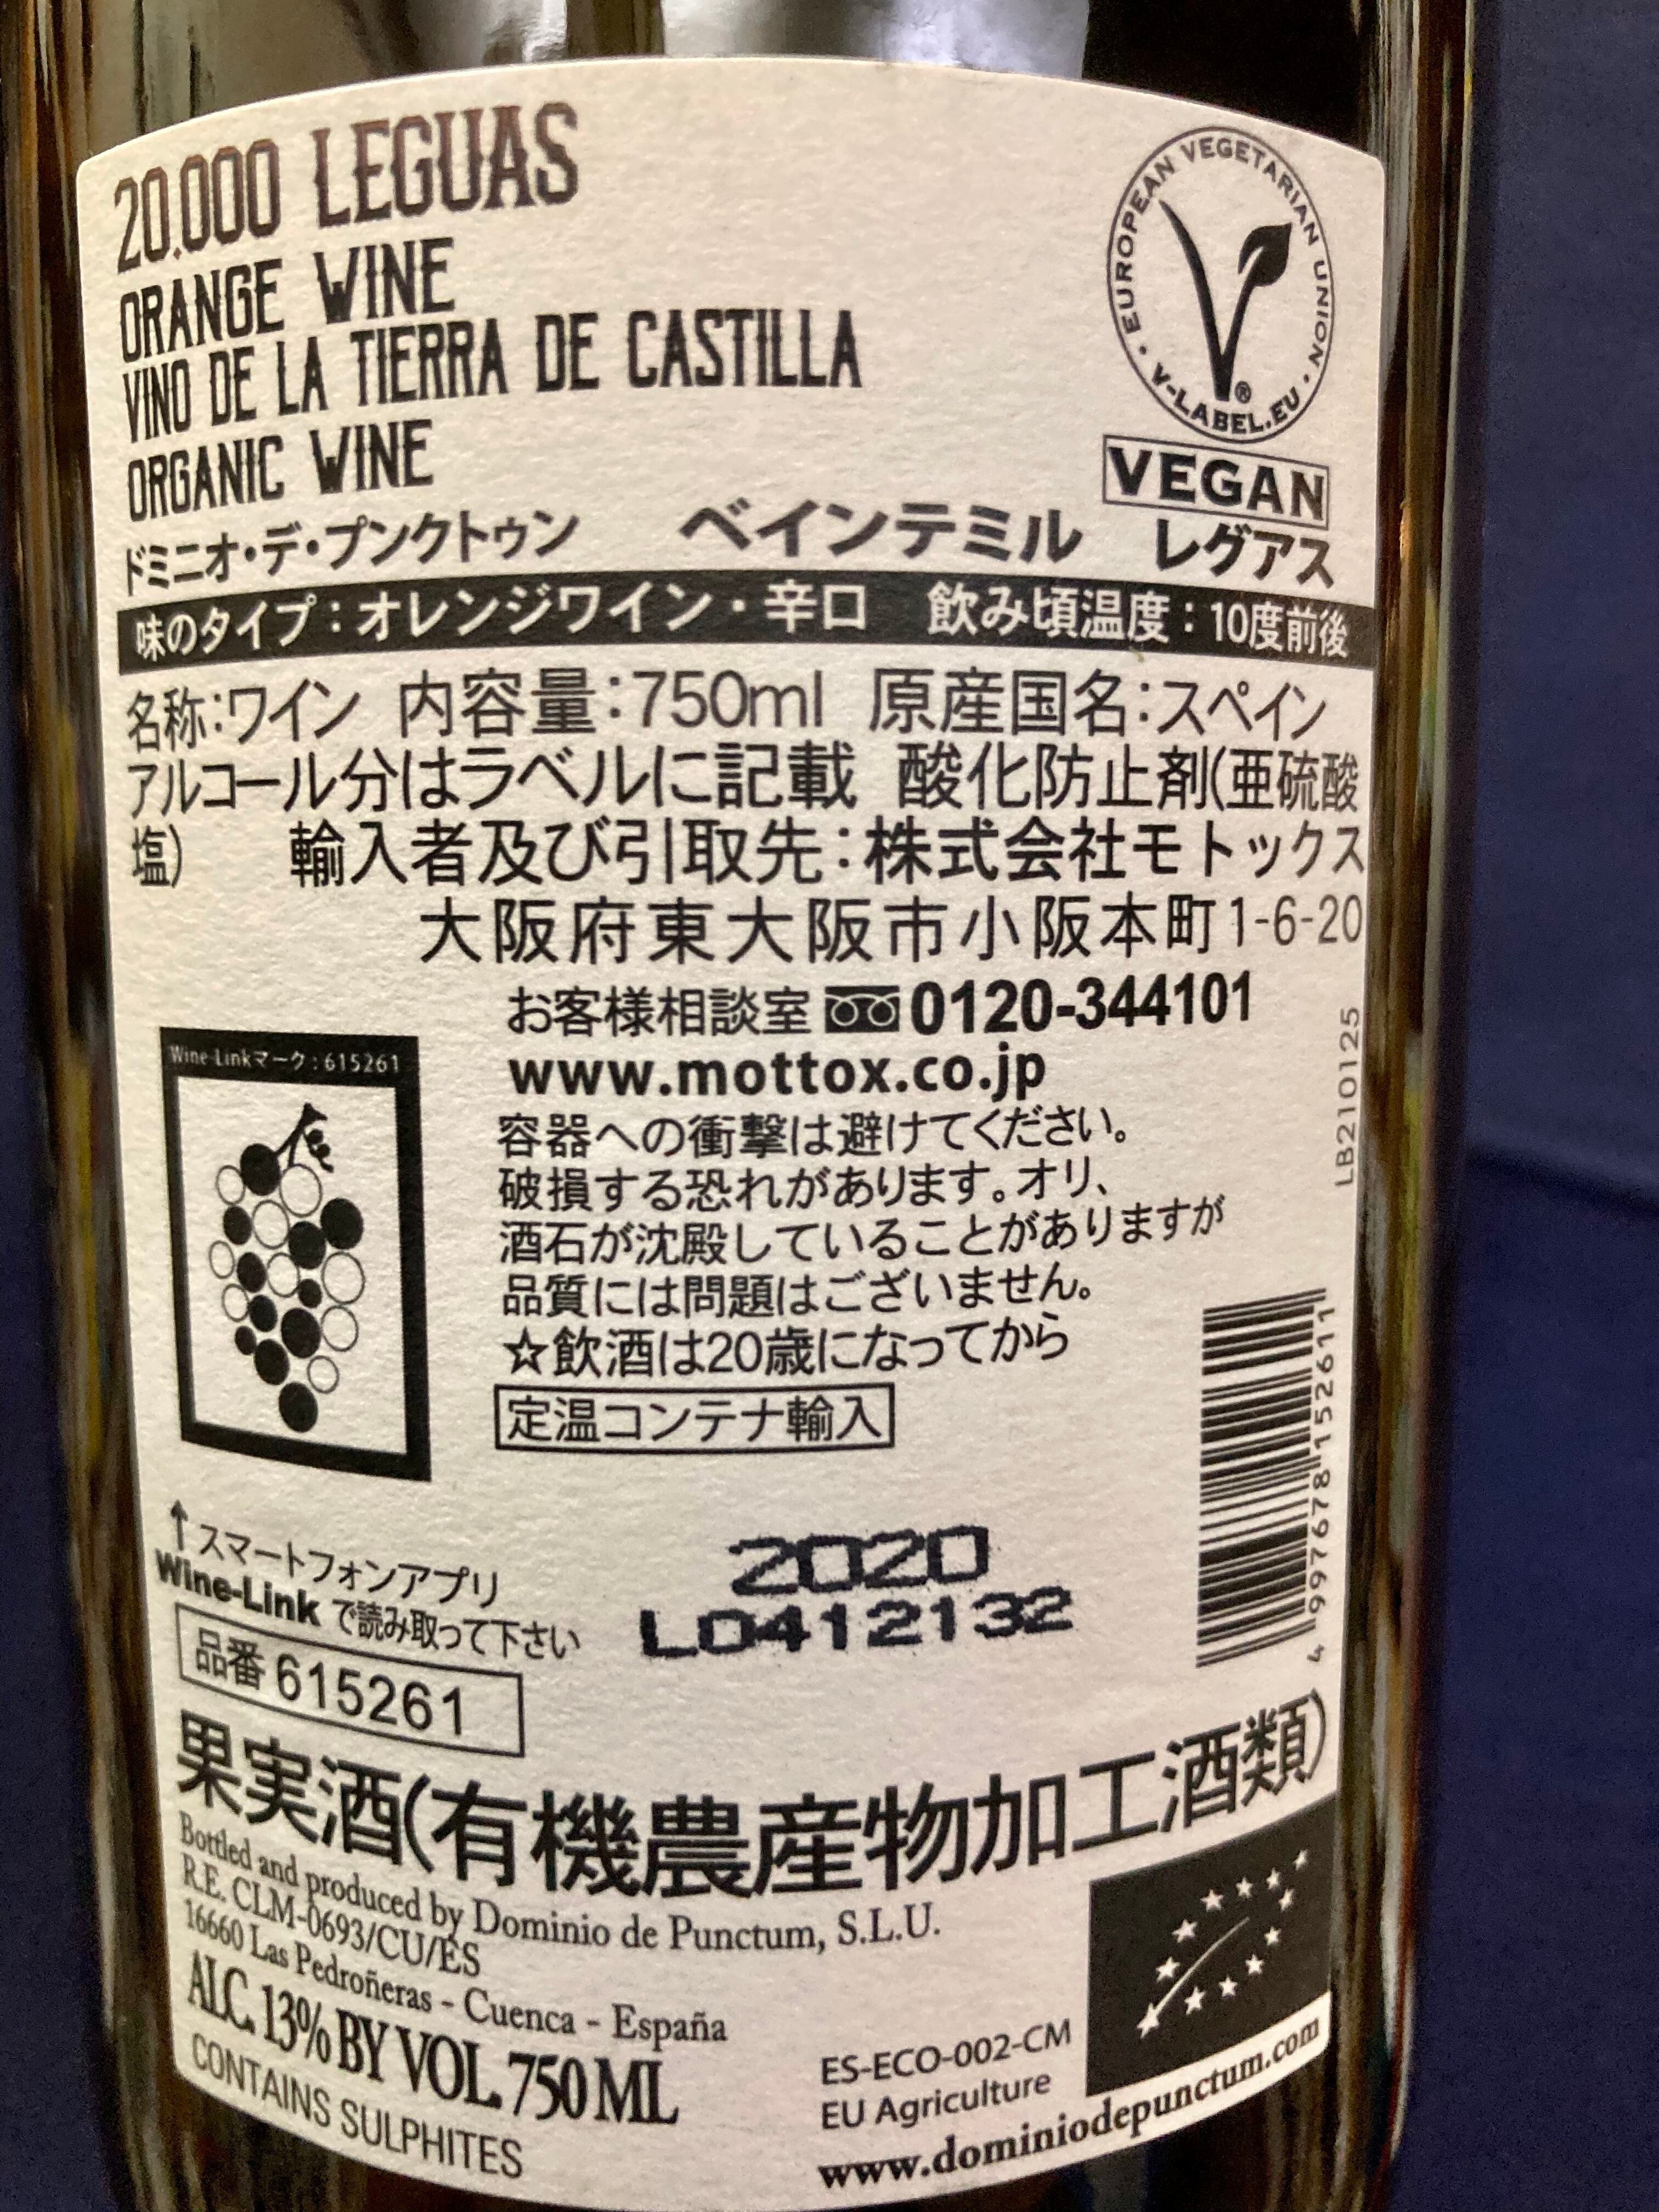 20.000 LEGUAS
ORANGE WINE
VINO DE LA TIERRA DE CASTILLA
ORGANIC WINE
EUROPEAN VEGETARIAN UNION
V-LABEL.EU
VEGAN
ドミニオ・デ・プンクトゥン ベインテミル レグアス
味のタイプ：オレンジワイン・辛口 飲み頃温度：10度前後
名称:ワイン 内容量:750ml 原産国名:スペイン
アルコール分はラベルに記載 酸化防止剤(亜硫酸
塩) 輸入者及び引取先:株式会社モトックス
大阪府東大阪市小阪本町1-6-20
お客様相談室 0120-344101
www.mottox.co.jp
容器への衝撃は避けてください。
破損する恐れがあります。オリ、
酒石が沈殿していることがありますが
品質には問題はございません。
☆飲酒は20歳になってから
定温コンテナ輸入
LB210125
Wine-Linkマーク：615261
↑スマートフォンアプリ
Wine-Linkで読み取って下さい
品番 615261
2020
LO412132
4 997678 152611
果実酒(有機農産物加工酒類)
Bottled and produced by Dominio de Punctum, S.L.U.
R.E. CLM-0693/CU/ES
16660 Las Pedroñeras - Cuenca - España
ALC. 13% BY VOL. 750 ML
CONTAINS SULPHITES
ES-ECO-002-CM
EU Agriculture
www.dominiodepunctum.com